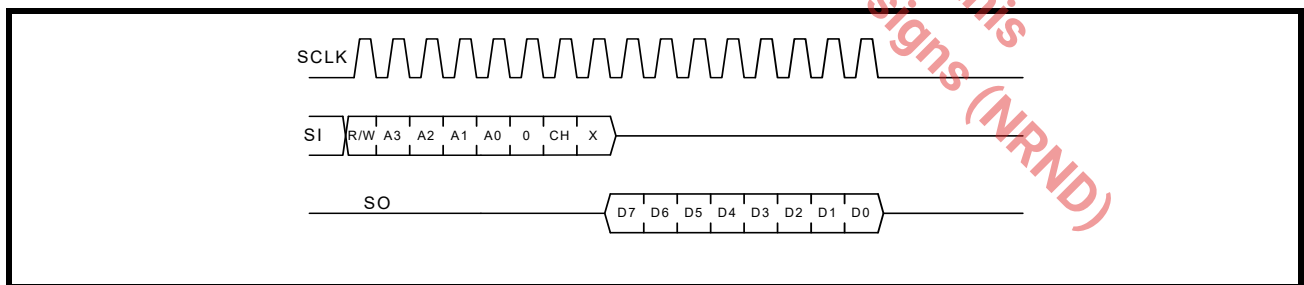 this
signs (NRND)
SCLK
SI R/W A3 A2 A1 A0 0 CH X
SO D7 D6 D5 D4 D3 D2 D1 D0